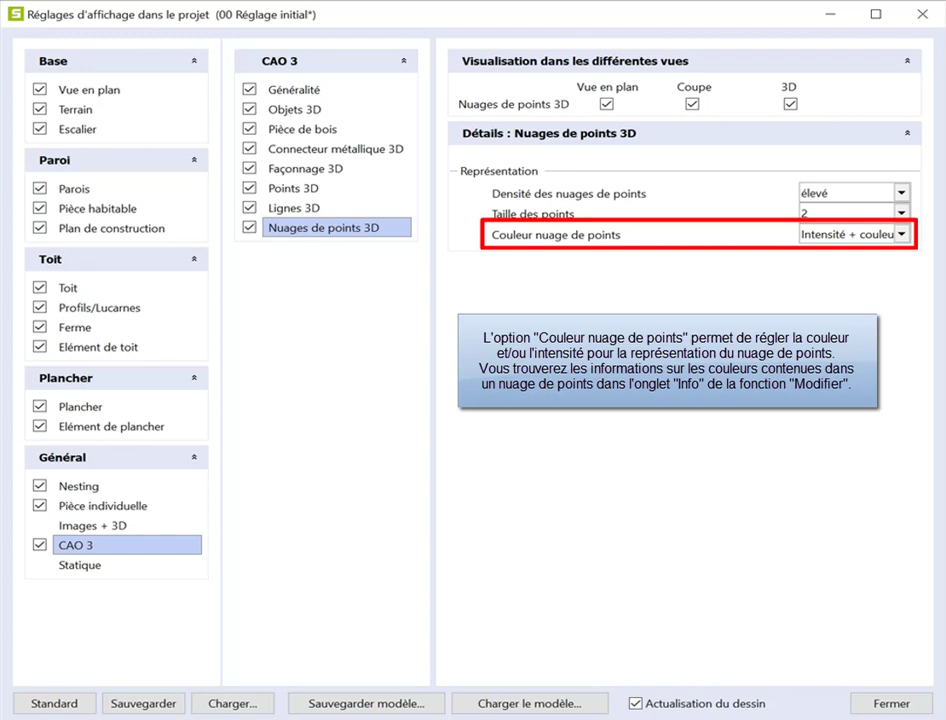 S Réglages d'affichage dans le projet (00 Réglage initial*)
Base
Vue en plan
Terrain
Escalier
Paroi
Parois
Pièce habitable
Plan de construction
Toit
Toit
Profils/Lucarnes
Ferme
Elément de toit
Plancher
Plancher
Elément de plancher
Général
Nesting
Pièce individuelle
Images + 3D
CAO 3
Statique
CAO 3
Généralité
Objets 3D
Pièce de bois
Connecteur métallique 3D
Façonnage 3D
Points 3D
Lignes 3D
Nuages de points 3D
Visualisation dans les différentes vues
Vue en plan Coupe 3D
Nuages de points 3D
Détails : Nuages de points 3D
Représentation
Densité des nuages de points élevé
Taille des points 2
Couleur nuage de points Intensité + couleu
L'option "Couleur nuage de points" permet de régler la couleur
et/ou l'intensité pour la représentation du nuage de points.
Vous trouverez les informations sur les couleurs contenues dans
un nuage de points dans l'onglet "Info" de la fonction "Modifier".
Standard Sauvegarder Charger... Sauvegarder modèle... Charger le modèle... Actualisation du dessin Fermer